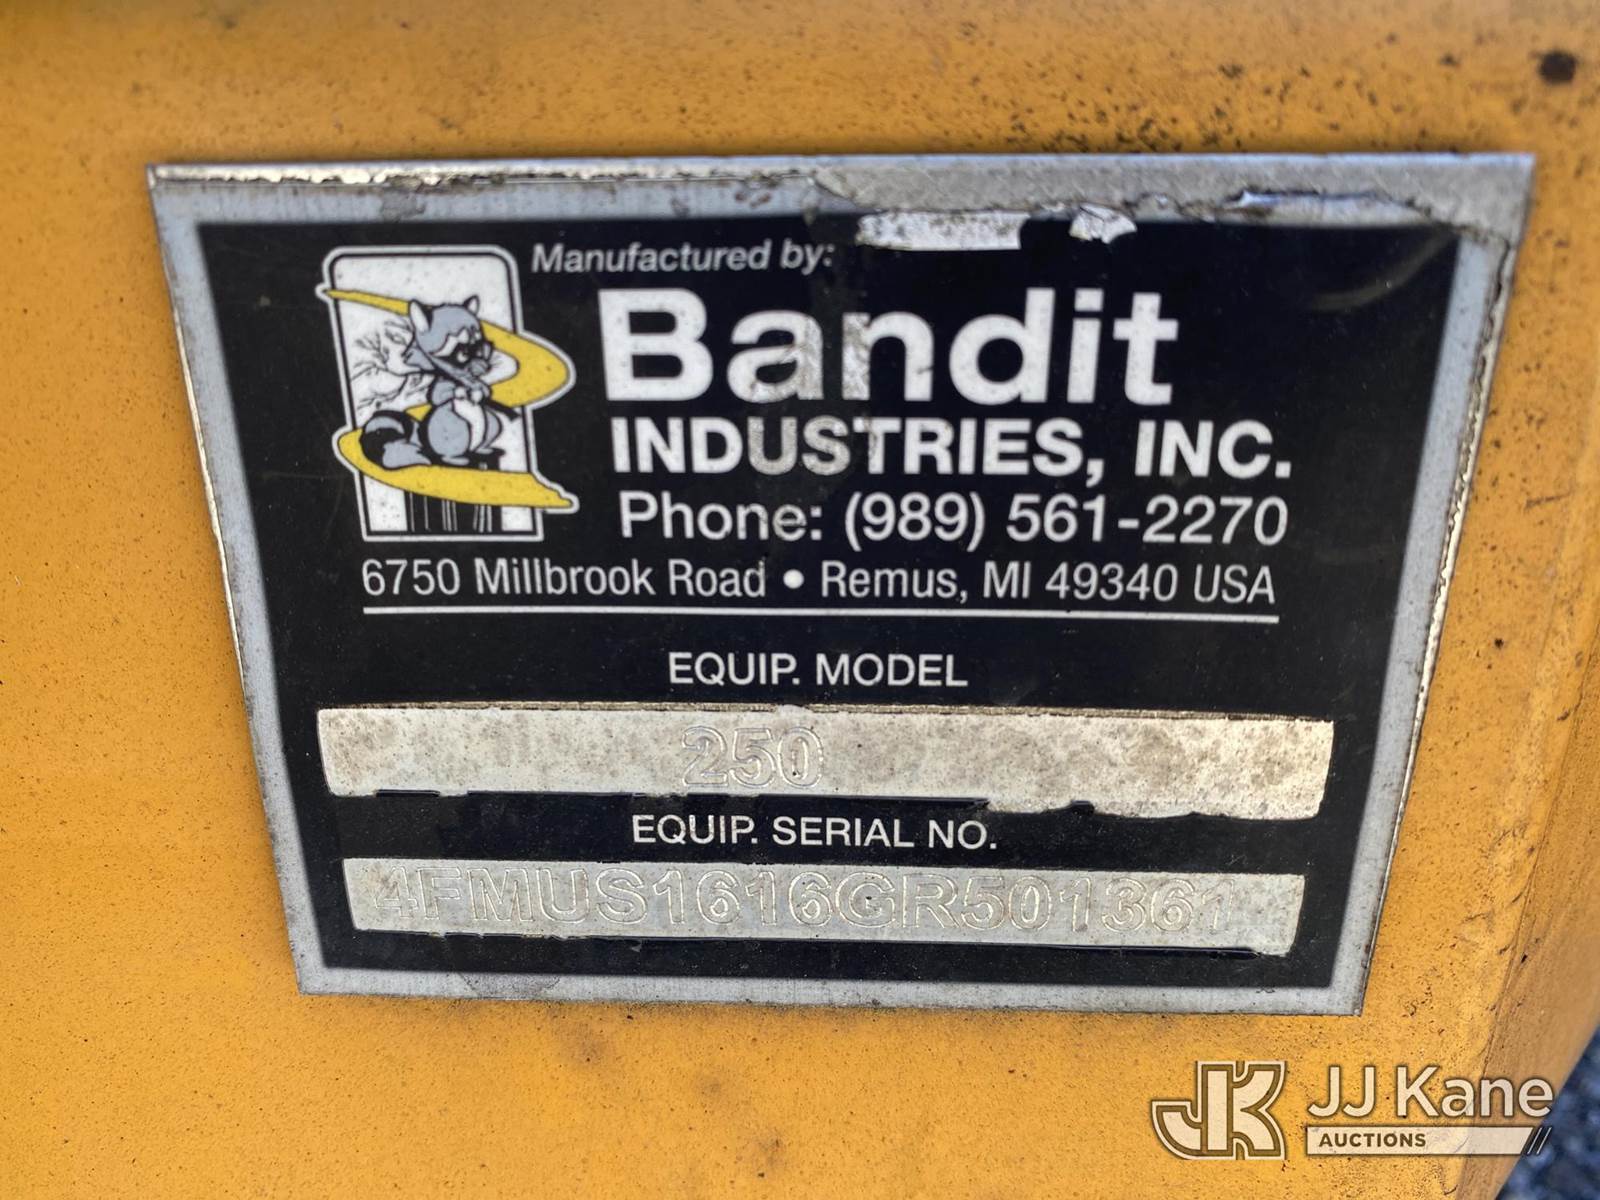 Manufactured by:
Bandit
INDUSTRIES, INC.
Phone: (989) 561-2270
6750 Millbrook Road • Remus, MI 49340 USA
EQUIP. MODEL
250
EQUIP. SERIAL NO.
4FMUS1616GR501361
JK JJ Kane
AUCTIONS